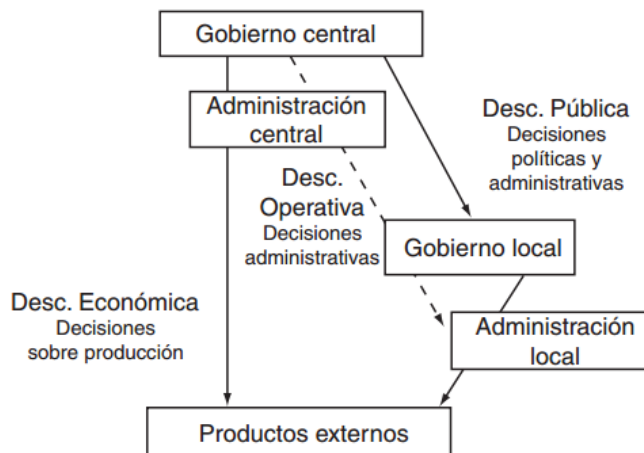 Gobierno central
Administración
central
Desc. Pública
Decisiones
políticas y
administrativas
Desc.
Operativa
Decisiones
administrativas
Gobierno local
Desc. Económica
Decisiones
sobre producción
Administración
local
Productos externos